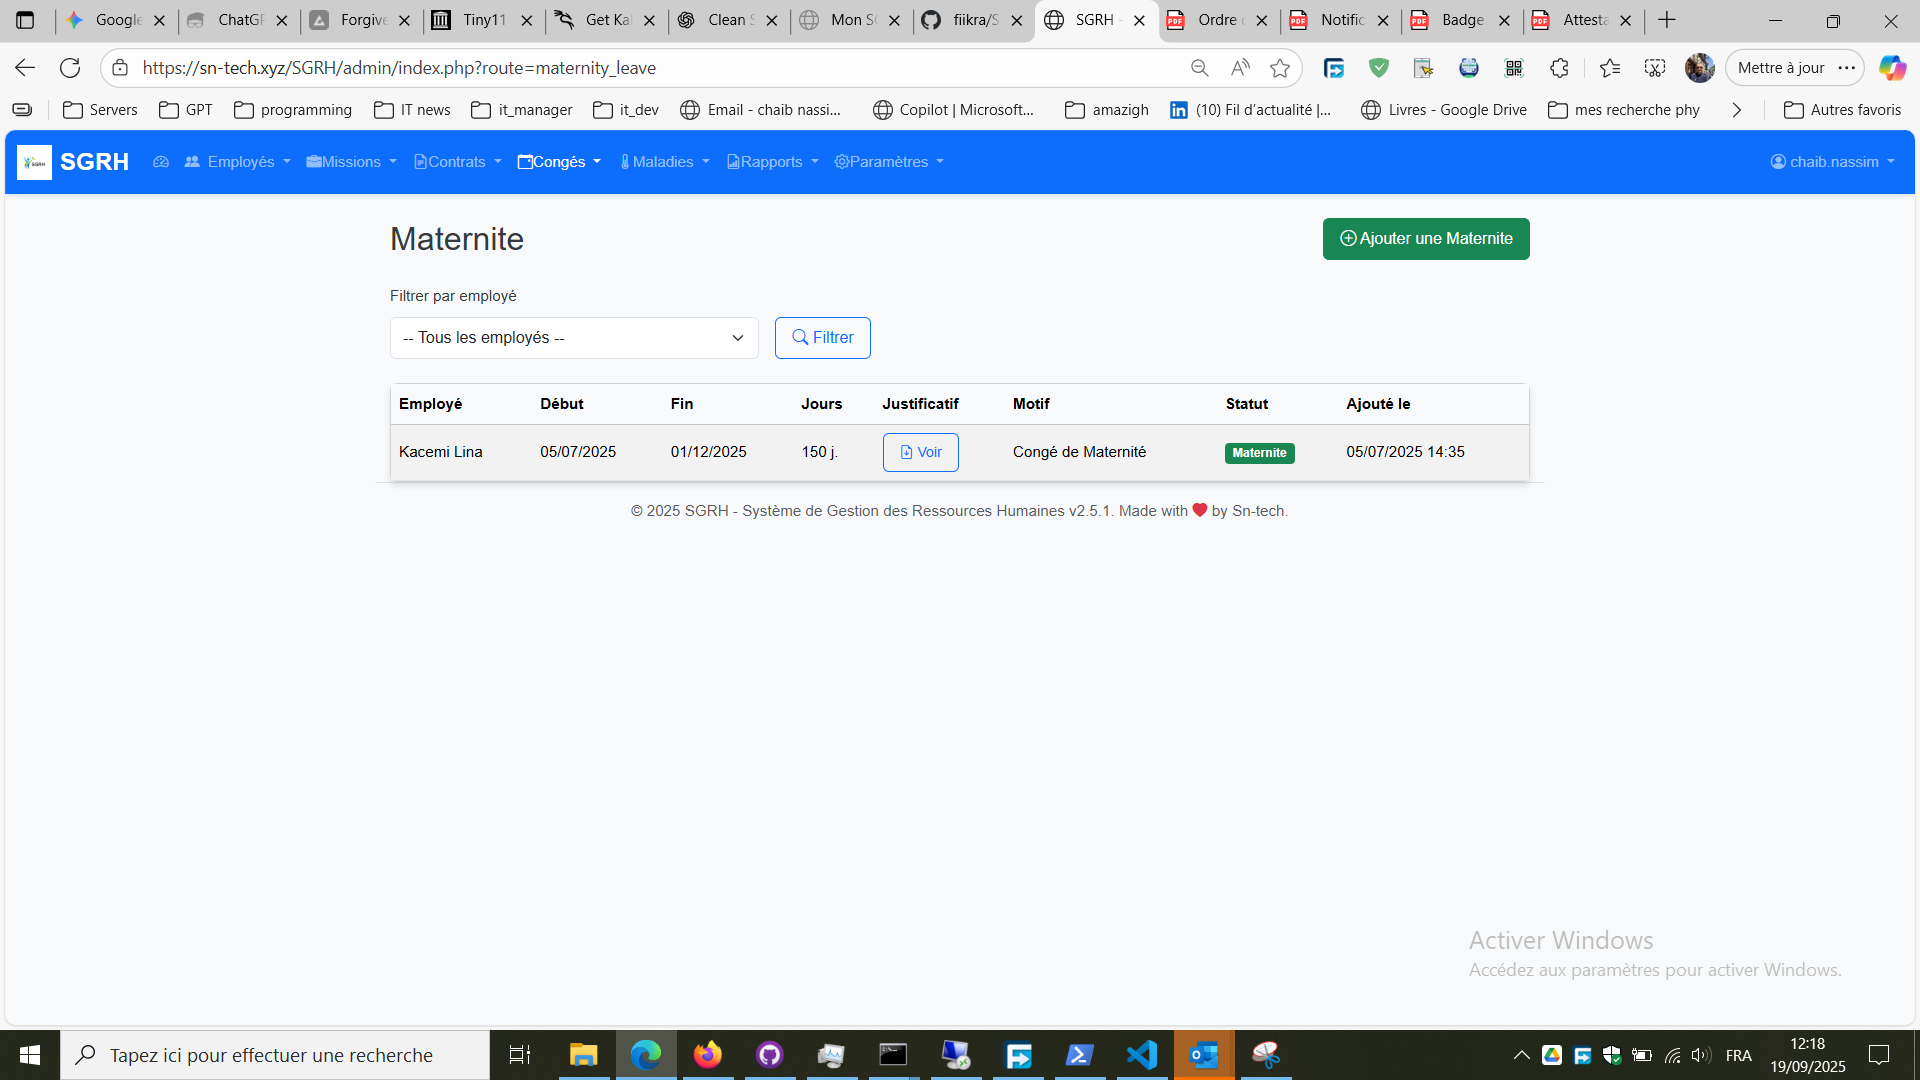 Google
ChatGP
Forgive
Tiny11
Get Kal
Clean S
Mon SG
fiikra/S
SGRH -
Ordre
Notific
Badge
Attesta
https://sn-tech.xyz/SGRH/admin/index.php?route=maternity_leave
Mettre à jour
Servers
GPT
programming
IT news
it_manager
it_dev
Email - chaib nassi...
Copilot | Microsoft...
amazigh
(10) Fil d'actualité |...
Livres - Google Drive
mes recherche phy
Autres favoris
SGRH
Employés
Missions
Contrats
Congés
Maladies
Rapports
Paramètres
chaib.nassim
Maternite
Ajouter une Maternite
Filtrer par employé
-- Tous les employés --
Filtrer
Employé Début Fin Jours Justificatif Motif Statut Ajouté le
Kacemi Lina 05/07/2025 01/12/2025 150 j. Voir Congé de Maternité Maternite 05/07/2025 14:35
© 2025 SGRH - Système de Gestion des Ressources Humaines v2.5.1. Made with ❤ by Sn-tech.
Activer Windows
Accédez aux paramètres pour activer Windows.
Tapez ici pour effectuer une recherche
FRA
12:18
19/09/2025